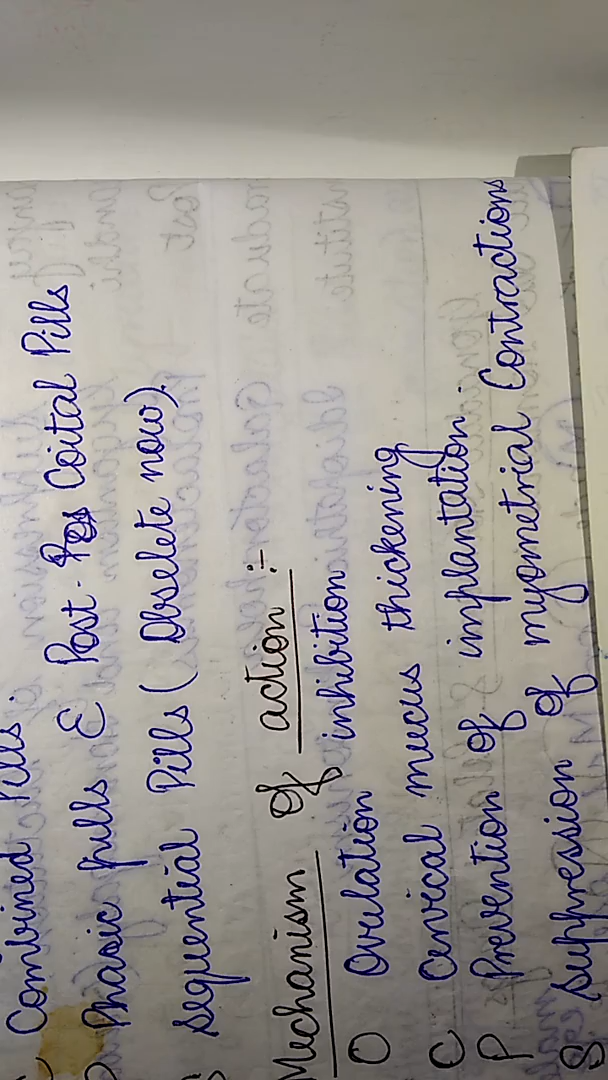 Combined Pills.
P Phasic pills & Post-Coital Pills
S sequential Pills (Obselete now).
Mechanism of action :-
O Ovulation inhibition
C Cervical mucus thickening
P Prevention of implantation.
S suppression of myometrial Contractions